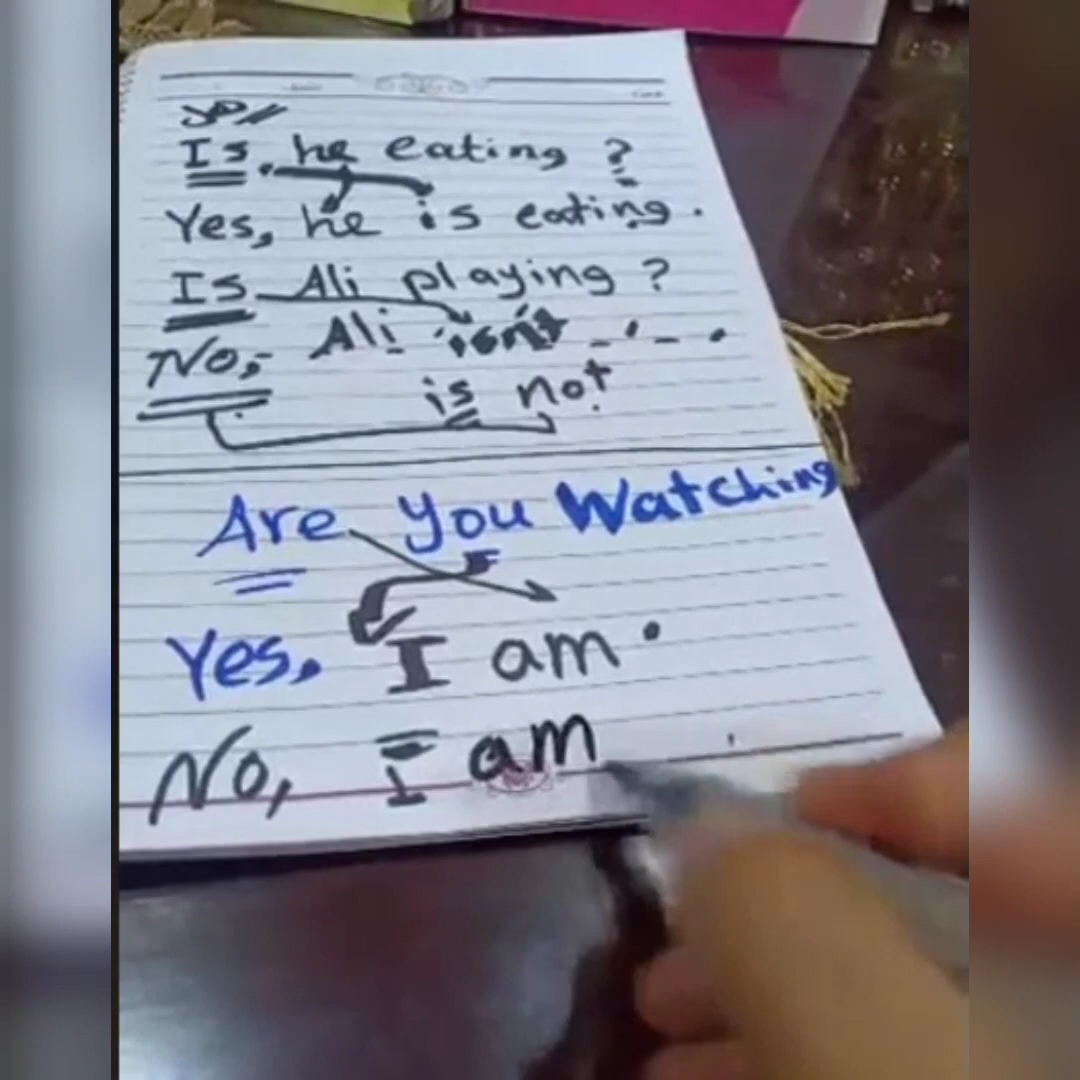 Is he eating ?
Yes, he is eating.
Is Ali playing ?
No, Ali isn't - - - .
is not
Are you Watching
Yes, I am.
No, I am